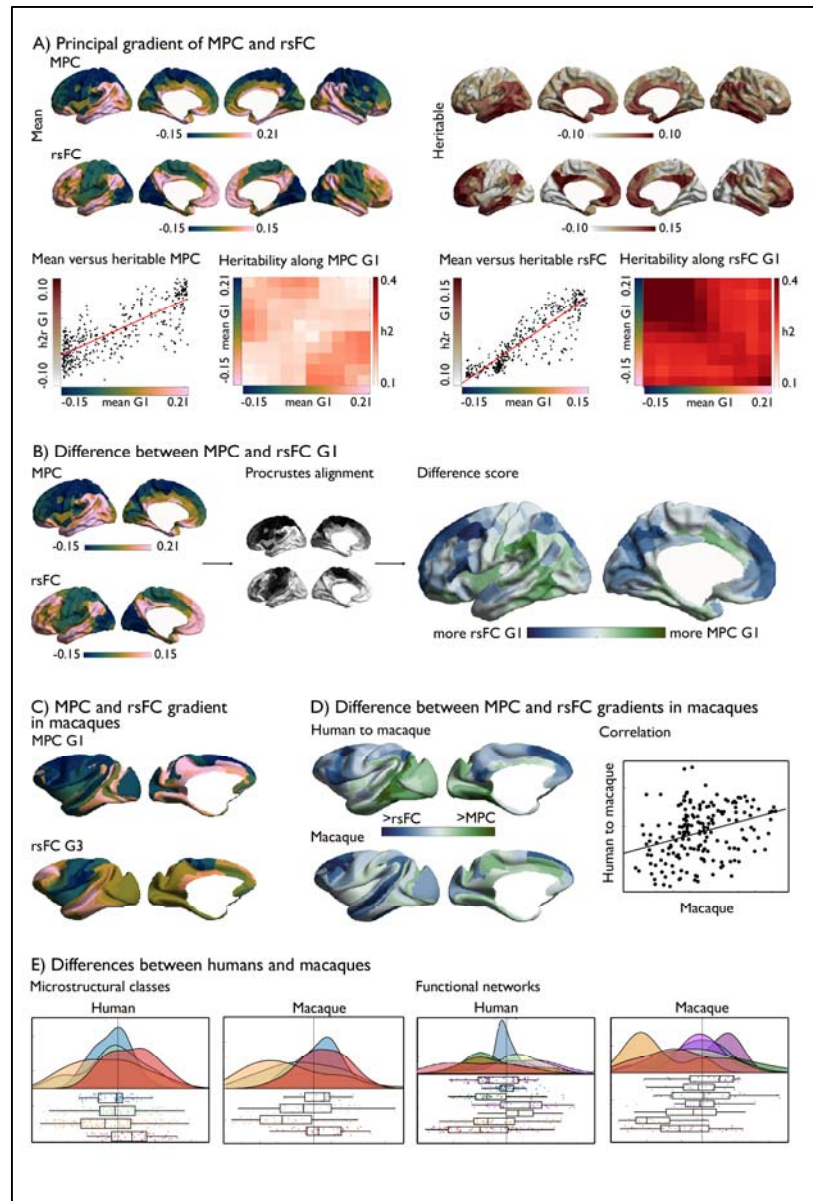 A) Principal gradient of MPC and rsFC
MPC
Mean
-0.15 0.21
rsFC
-0.15 0.15
Heritable
-0.10 0.10
-0.10 0.15
Mean versus heritable MPC
0.10
h2r G1
-0.10
-0.15 0.21
mean G1
Heritability along MPC G1
0.21
mean G1
-0.15
-0.15 0.21
mean G1
0.4
h2
0.1
Mean versus heritable rsFC
0.15
h2r G1
0.10
-0.15 0.15
mean G1
Heritability along rsFC G1
0.21
mean G1
-0.15
-0.15 0.21
mean G1
0.4
h2
0.1
B) Difference between MPC and rsFC G1
MPC
-0.15 0.21
rsFC
-0.15 0.15
Procrustes alignment
Difference score
more rsFC G1 more MPC G1
C) MPC and rsFC gradient
in macaques
MPC G1
rsFC G3
D) Difference between MPC and rsFC gradients in macaques
Human to macaque
>rsFC >MPC
Macaque
Correlation
Human to macaque
Macaque
E) Differences between humans and macaques
Microstructural classes
Human Macaque
Functional networks
Human Macaque